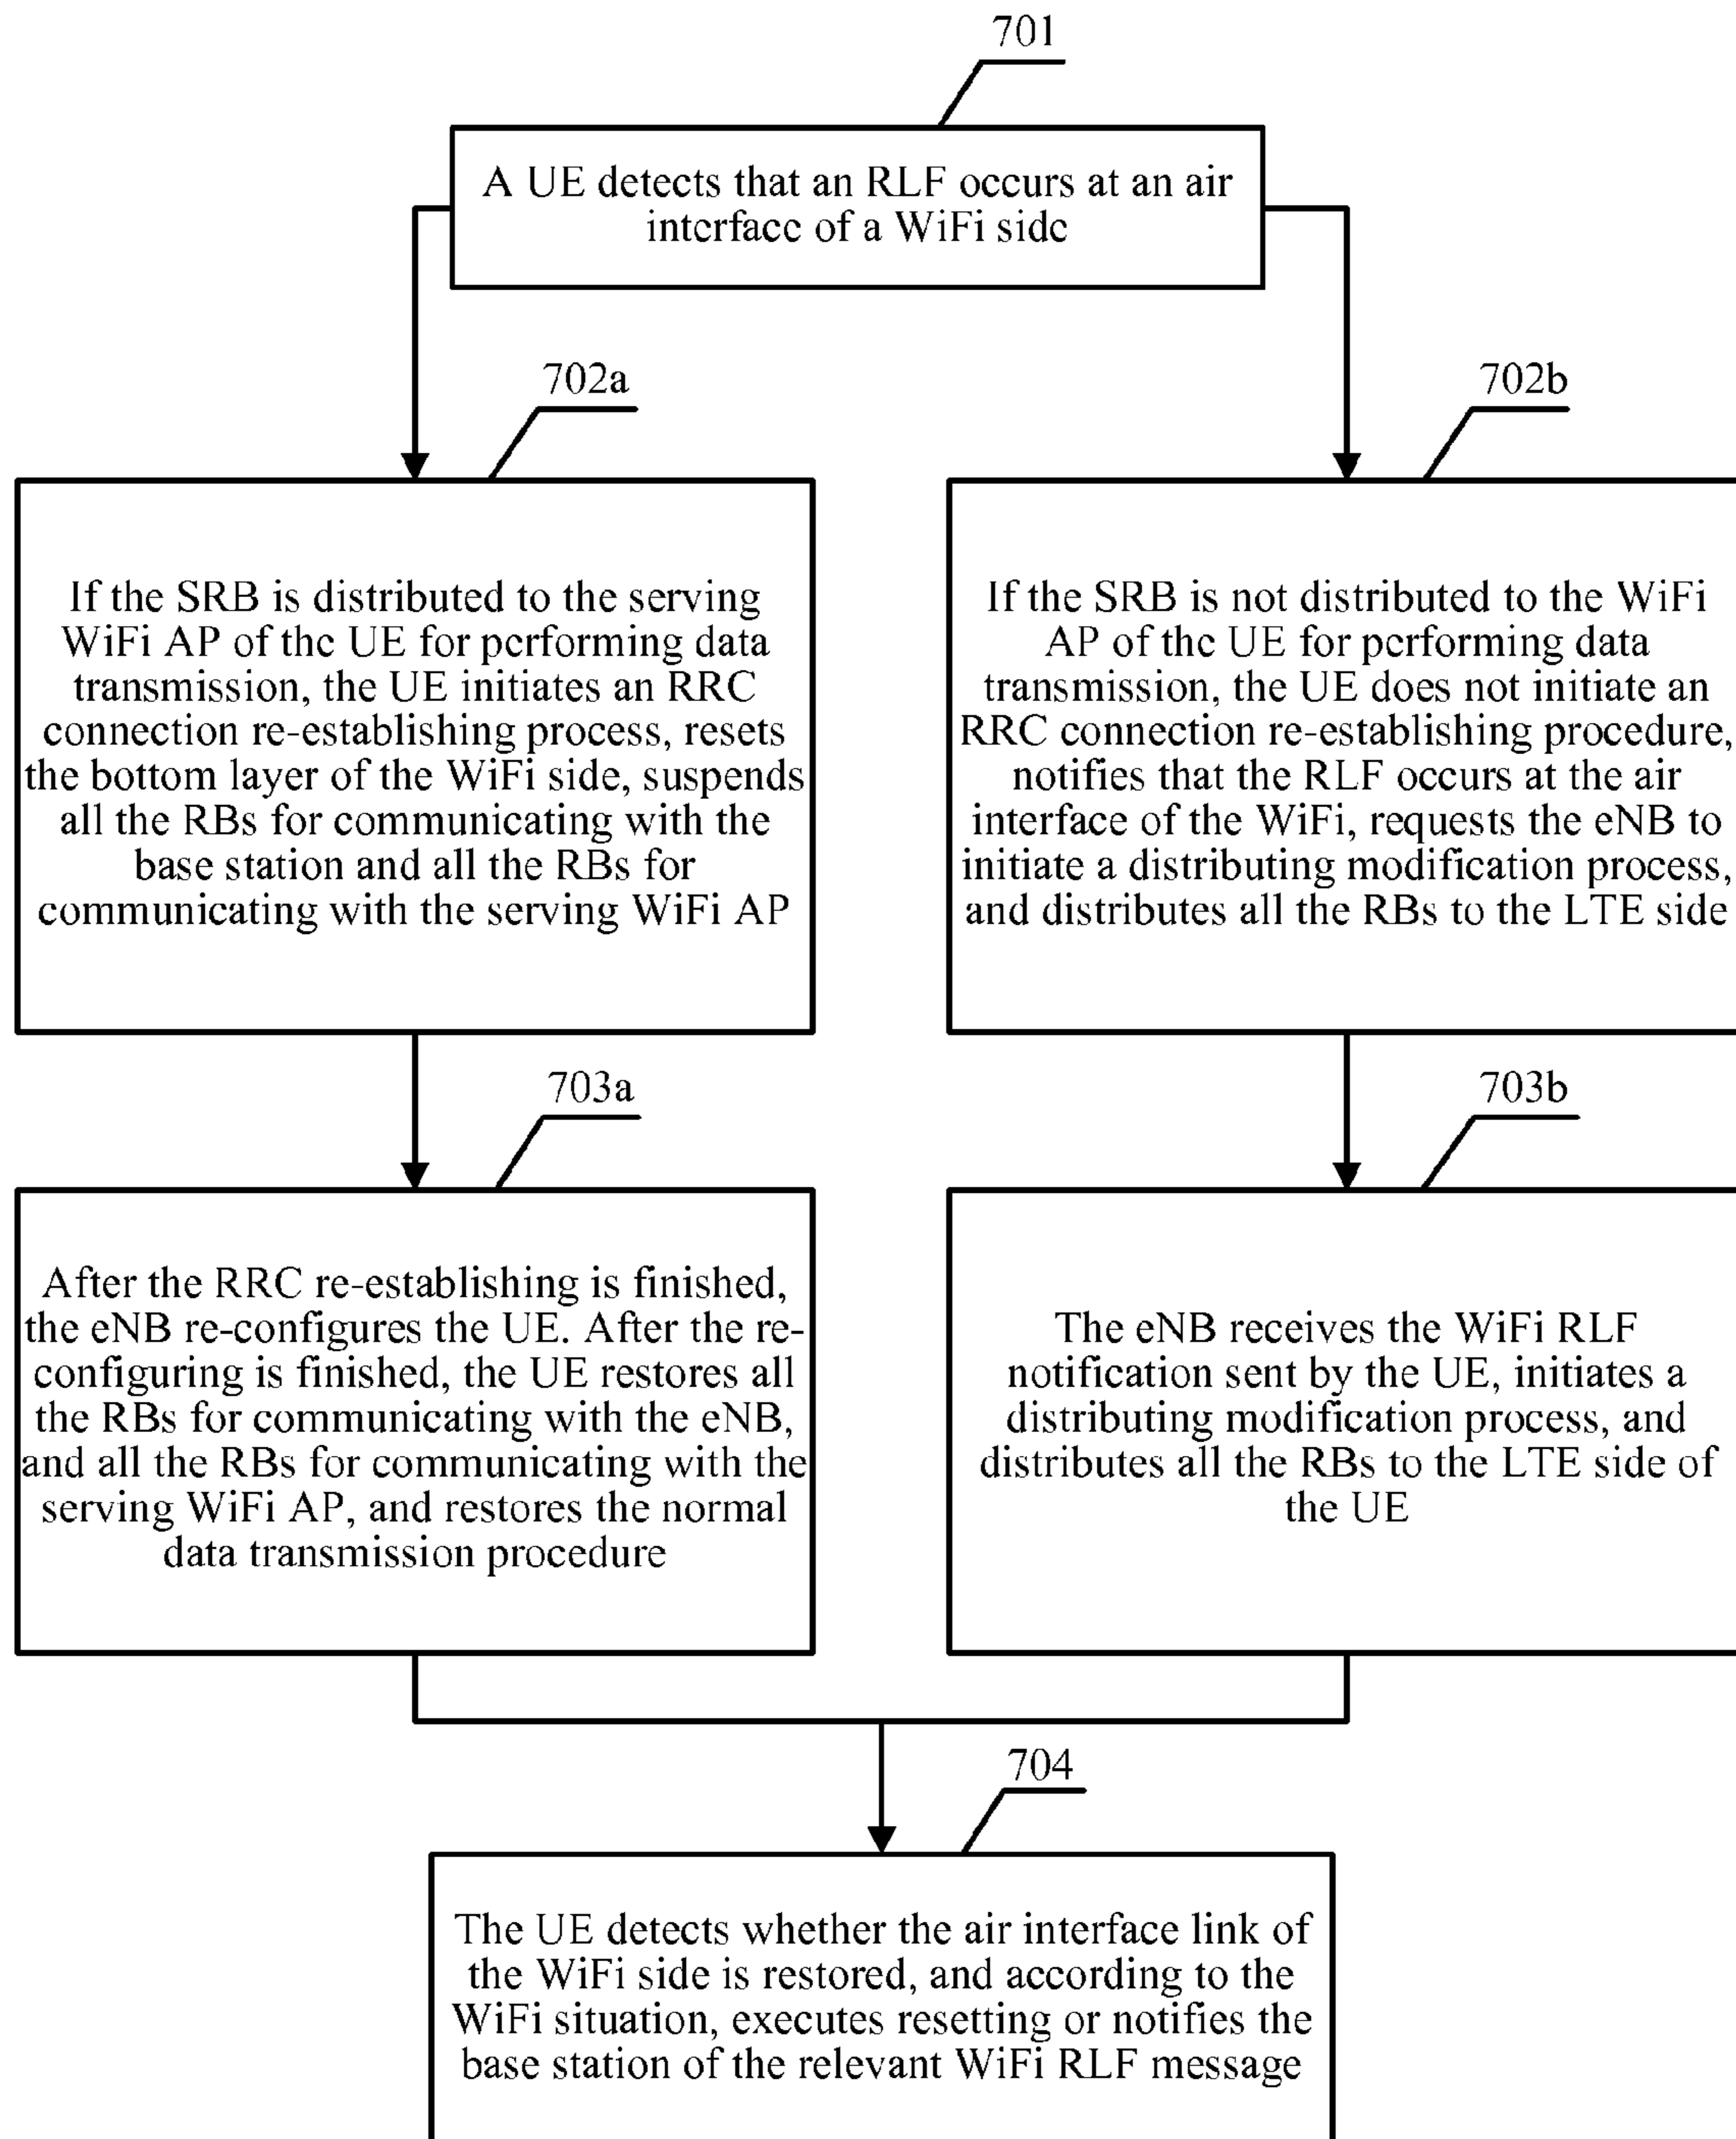 701
A UE detects that an RLF occurs at an air
interface of a WiFi side
702a
If the SRB is distributed to the serving
WiFi AP of the UE for performing data
transmission, the UE initiates an RRC
connection re-establishing process, resets
the bottom layer of the WiFi side, suspends
all the RBs for communicating with the
base station and all the RBs for
communicating with the serving WiFi AP
702b
If the SRB is not distributed to the WiFi
AP of the UE for performing data
transmission, the UE does not initiate an
RRC connection re-establishing procedure,
notifies that the RLF occurs at the air
interface of the WiFi, requests the eNB to
initiate a distributing modification process,
and distributes all the RBs to the LTE side
703a
After the RRC re-establishing is finished,
the eNB re-configures the UE. After the re-
configuring is finished, the UE restores all
the RBs for communicating with the eNB,
and all the RBs for communicating with the
serving WiFi AP, and restores the normal
data transmission procedure
703b
The eNB receives the WiFi RLF
notification sent by the UE, initiates a
distributing modification process, and
distributes all the RBs to the LTE side of
the UE
704
The UE detects whether the air interface link of
the WiFi side is restored, and according to the
WiFi situation, executes resetting or notifies the
base station of the relevant WiFi RLF message